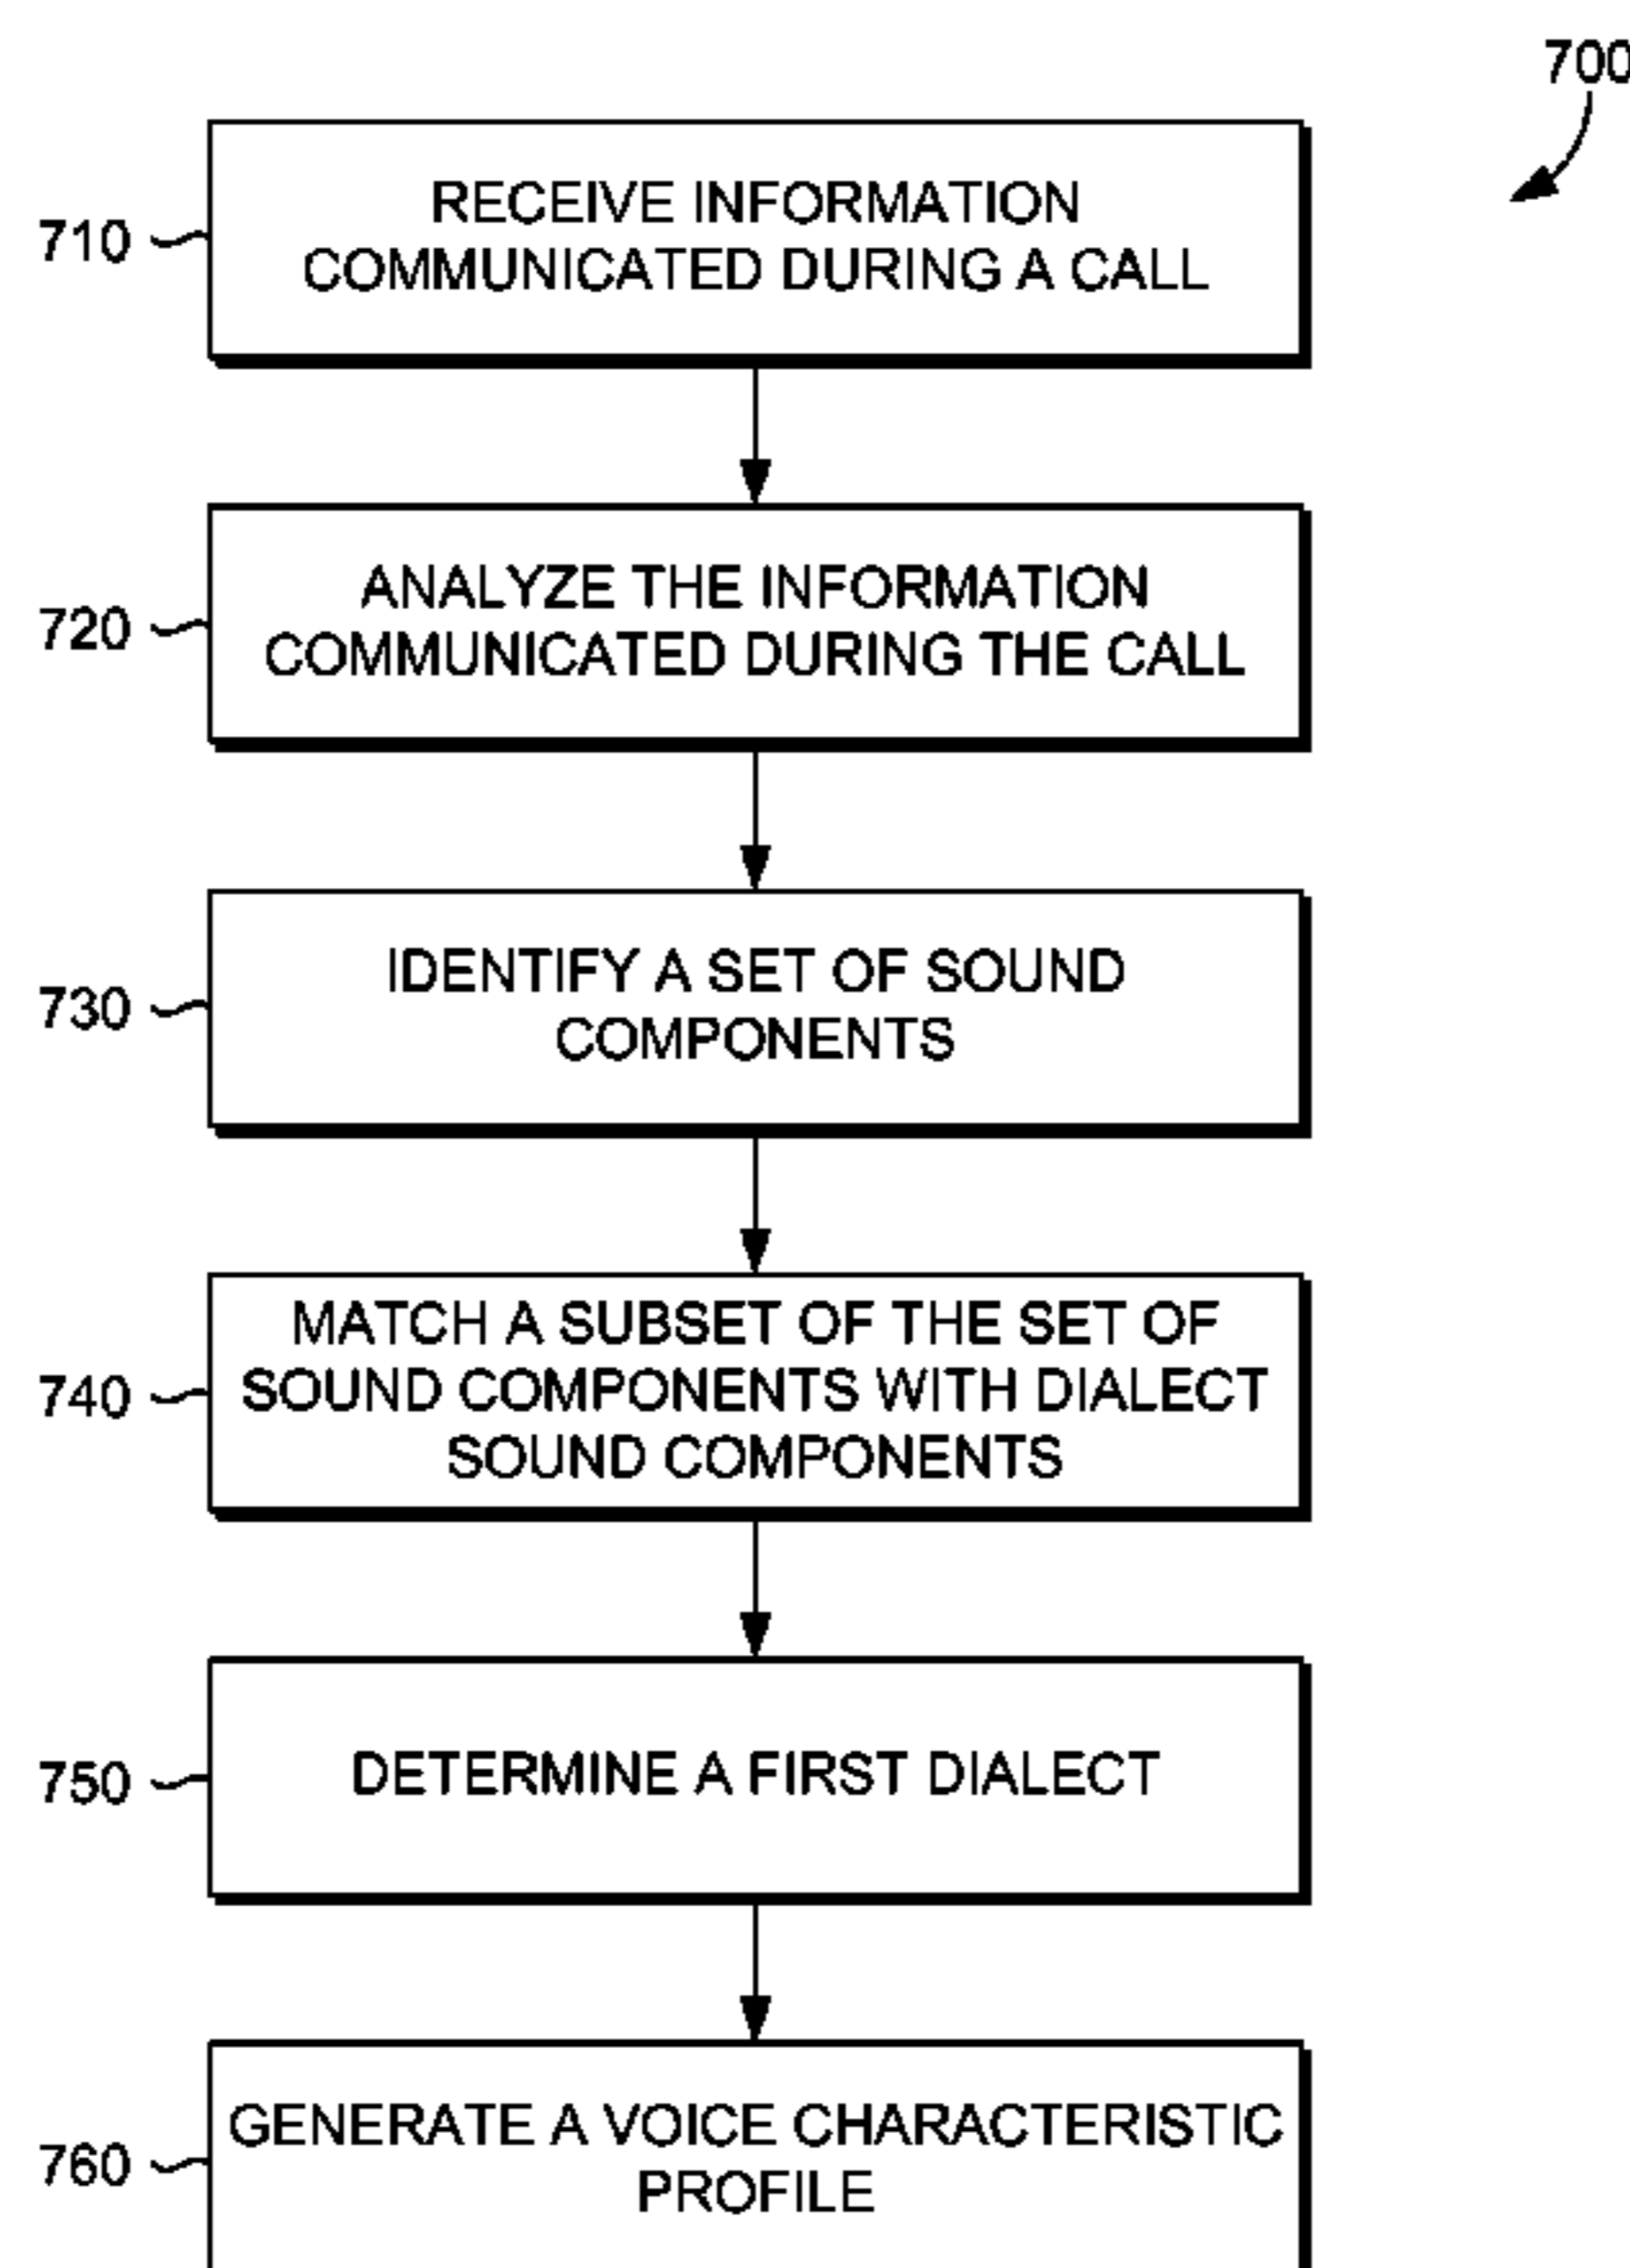 700
RECEIVE INFORMATION
COMMUNICATED DURING A CALL
710
ANALYZE THE INFORMATION
COMMUNICATED DURING THE CALL
720
IDENTIFY A SET OF SOUND
COMPONENTS
730
MATCH A SUBSET OF THE SET OF
SOUND COMPONENTS WITH DIALECT
SOUND COMPONENTS
740
DETERMINE A FIRST DIALECT
750
GENERATE A VOICE CHARACTERISTIC
PROFILE
760